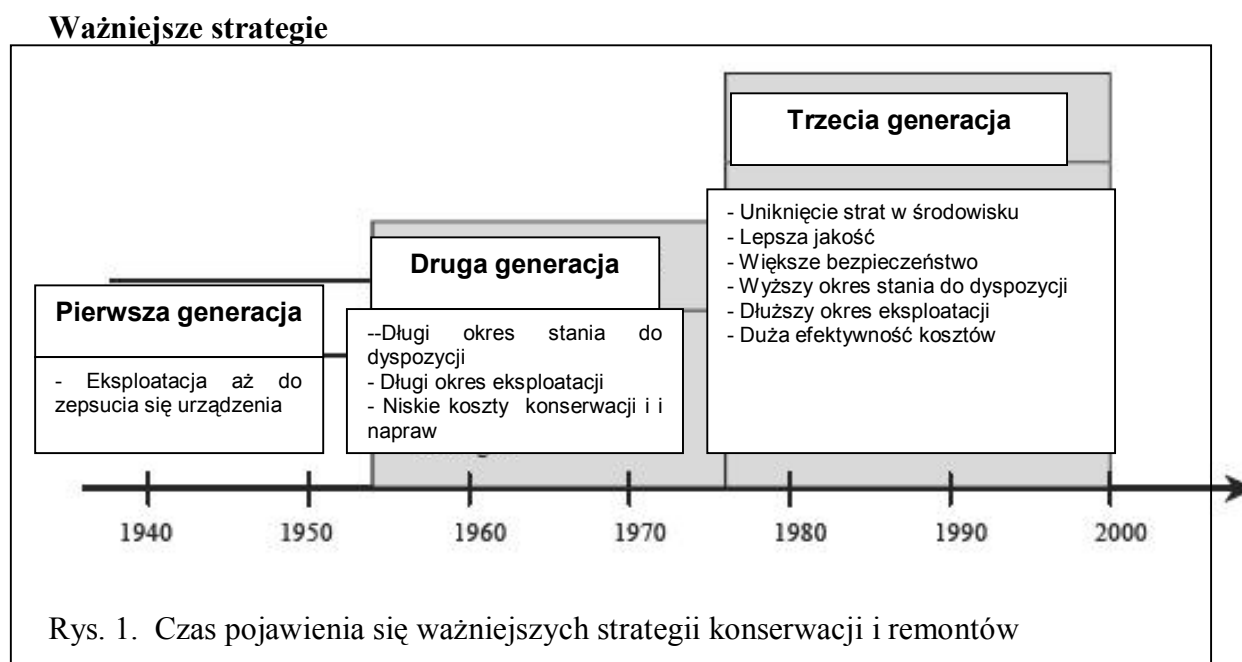 Ważniejsze strategie
Trzecia generacja
- Uniknięcie strat w środowisku
- Lepsza jakość
- Większe bezpieczeństwo
- Wyższy okres stania do dyspozycji
- Dłuższy okres eksploatacji
- Duża efektywność kosztów
Druga generacja
--Długi okres stania do
dyspozycji
- Długi okres eksploatacji
- Niskie koszty konserwacji i i
napraw
Pierwsza generacja
- Eksploatacja aż do
zepsucia się urządzenia
1940 1950 1960 1970 1980 1990 2000
Rys. 1. Czas pojawienia się ważniejszych strategii konserwacji i remontów